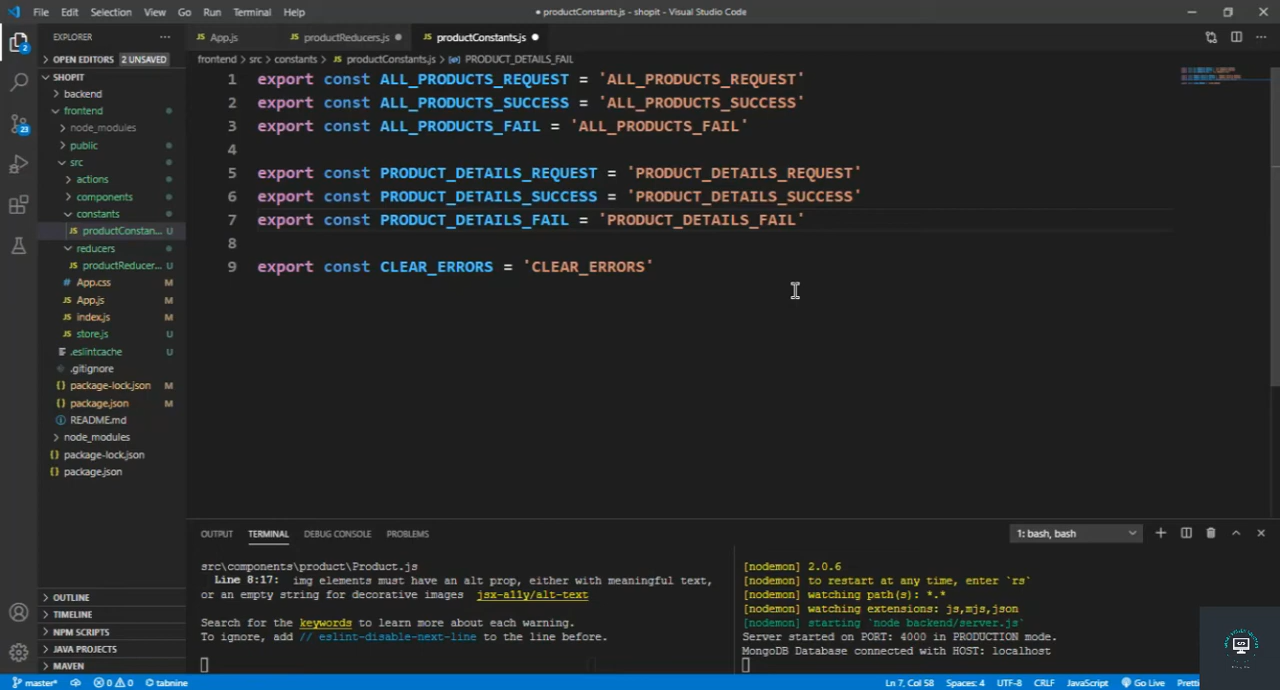 File Edit Selection View Go Run Terminal Help
● productConstants.js - shopit - Visual Studio Code
EXPLORER
JS App.js
JS productReducers.js ●
JS productConstants.js ●
OPEN EDITORS 2 UNSAVED
frontend > src > constants > JS productConstants.js > PRODUCT_DETAILS_FAIL
SHOPIT
backend
frontend
node_modules
public
src
actions
components
constants
JS productConstan... U
reducers
JS productReducer... U
# App.css M
JS App.js M
JS index.js M
JS store.js U
.eslintcache U
.gitignore
{} package-lock.json M
{} package.json M
README.md
node_modules
{} package-lock.json
{} package.json
OUTLINE
TIMELINE
NPM SCRIPTS
JAVA PROJECTS
MAVEN
2
23
1 export const ALL_PRODUCTS_REQUEST = 'ALL_PRODUCTS_REQUEST'
2 export const ALL_PRODUCTS_SUCCESS = 'ALL_PRODUCTS_SUCCESS'
3 export const ALL_PRODUCTS_FAIL = 'ALL_PRODUCTS_FAIL'
4
5 export const PRODUCT_DETAILS_REQUEST = 'PRODUCT_DETAILS_REQUEST'
6 export const PRODUCT_DETAILS_SUCCESS = 'PRODUCT_DETAILS_SUCCESS'
7 export const PRODUCT_DETAILS_FAIL = 'PRODUCT_DETAILS_FAIL'
8
9 export const CLEAR_ERRORS = 'CLEAR_ERRORS'
OUTPUT TERMINAL DEBUG CONSOLE PROBLEMS
1: bash, bash
src\components\product\Product.js
Line 8:17: img elements must have an alt prop, either with meaningful text,
or an empty string for decorative images jsx-a11y/alt-text
Search for the keywords to learn more about each warning.
To ignore, add // eslint-disable-next-line to the line before.
[nodemon] 2.0.6
[nodemon] to restart at any time, enter `rs`
[nodemon] watching path(s): *.*
[nodemon] watching extensions: js,mjs,json
[nodemon] starting `node backend/server.js`
Server started on PORT: 4000 in PRODUCTION mode.
MongoDB Database connected with HOST: localhost
master* 0 0 tabnine
Ln 7, Col 58 Spaces: 4 UTF-8 CRLF JavaScript Go Live Pretti